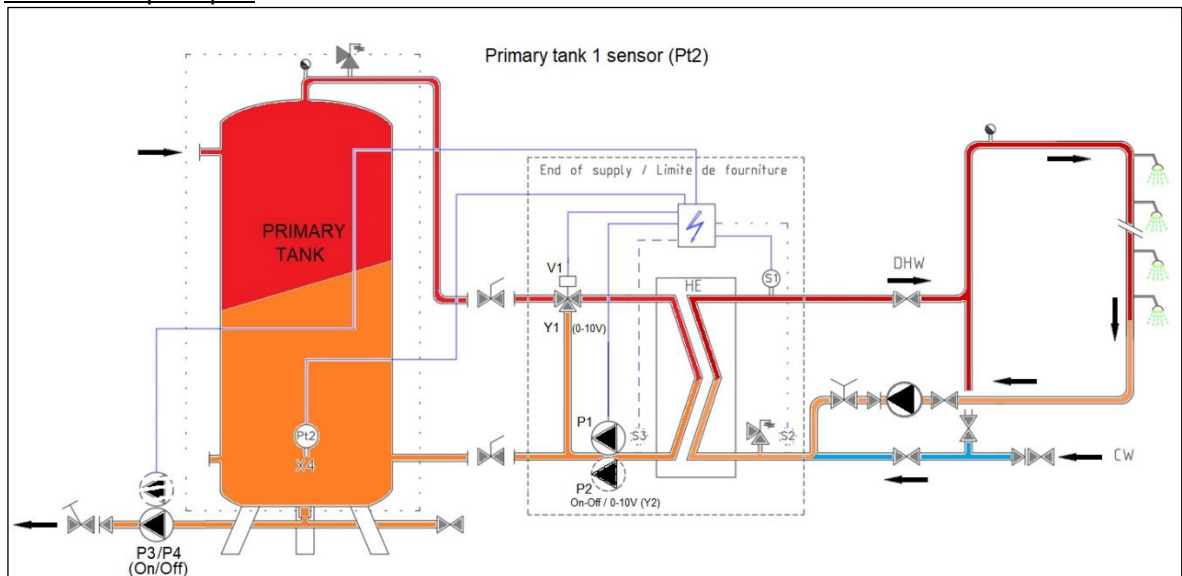 Primary tank 1 sensor (Pt2)
End of supply / Limite de fourniture
PRIMARY
TANK
V1
HE
S1
DHW
Y1 (0-10V)
Pt2
X4
P1
S3
S2
P2
On-Off / 0-10V (Y2)
CW
P3/P4
(On/Off)